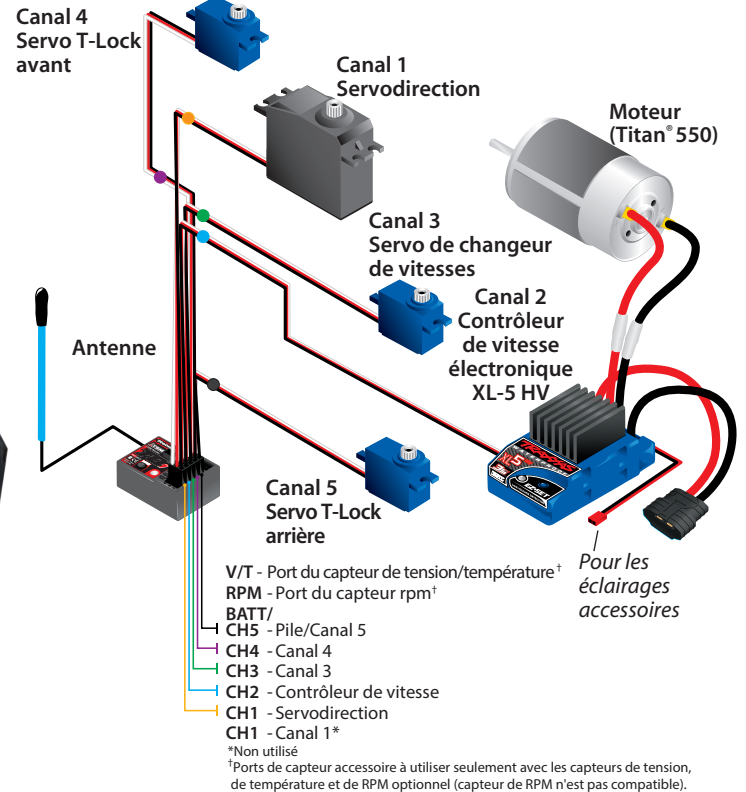 Canal 4
Servo T-Lock
avant
Canal 1
Servodirection
Moteur
(Titan® 550)
Canal 3
Servo de changeur
de vitesses
Canal 2
Contrôleur
de vitesse
électronique
XL-5 HV
Antenne
TRAXXAS
XL5
EZSET
Canal 5
Servo T-Lock
arrière
Pour les
éclairages
accessoires
V/T - Port du capteur de tension/température†
RPM - Port du capteur rpm†
BATT/
CH5 - Pile/Canal 5
CH4 - Canal 4
CH3 - Canal 3
CH2 - Contrôleur de vitesse
CH1 - Servodirection
CH1 - Canal 1*
*Non utilisé
†Ports de capteur accessoire à utiliser seulement avec les capteurs de tension,
de température et de RPM optionnel (capteur de RPM n'est pas compatible).